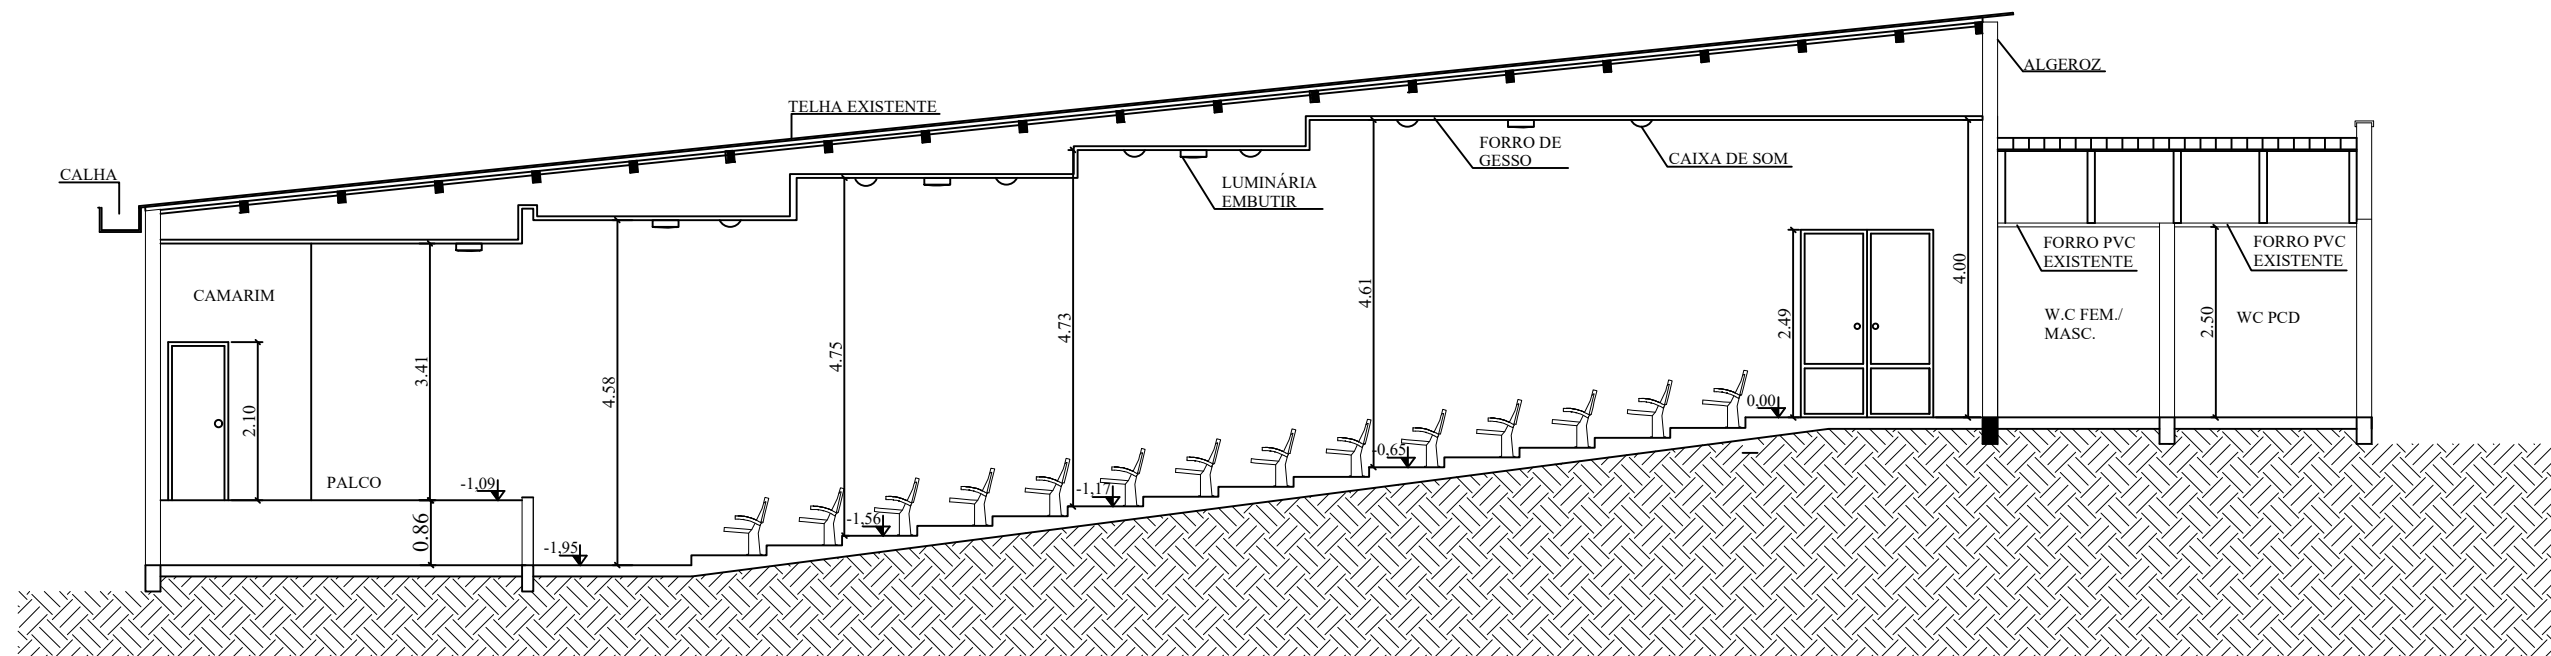 ALGEROZ
TELHA EXISTENTE
FORRO DE
GESSO
CAIXA DE SOM
CALHA
LUMINÁRIA
EMBUTIR
FORRO PVC
EXISTENTE
FORRO PVC
EXISTENTE
CAMARIM
W.C FEM./
MASC.
WC PCD
2.10
3.41
4.58
4.75
4.73
4.61
2.49
4.00
2.50
0,00
-0,65
PALCO
-1,09
-1,17
-1,56
0.86
-1,95